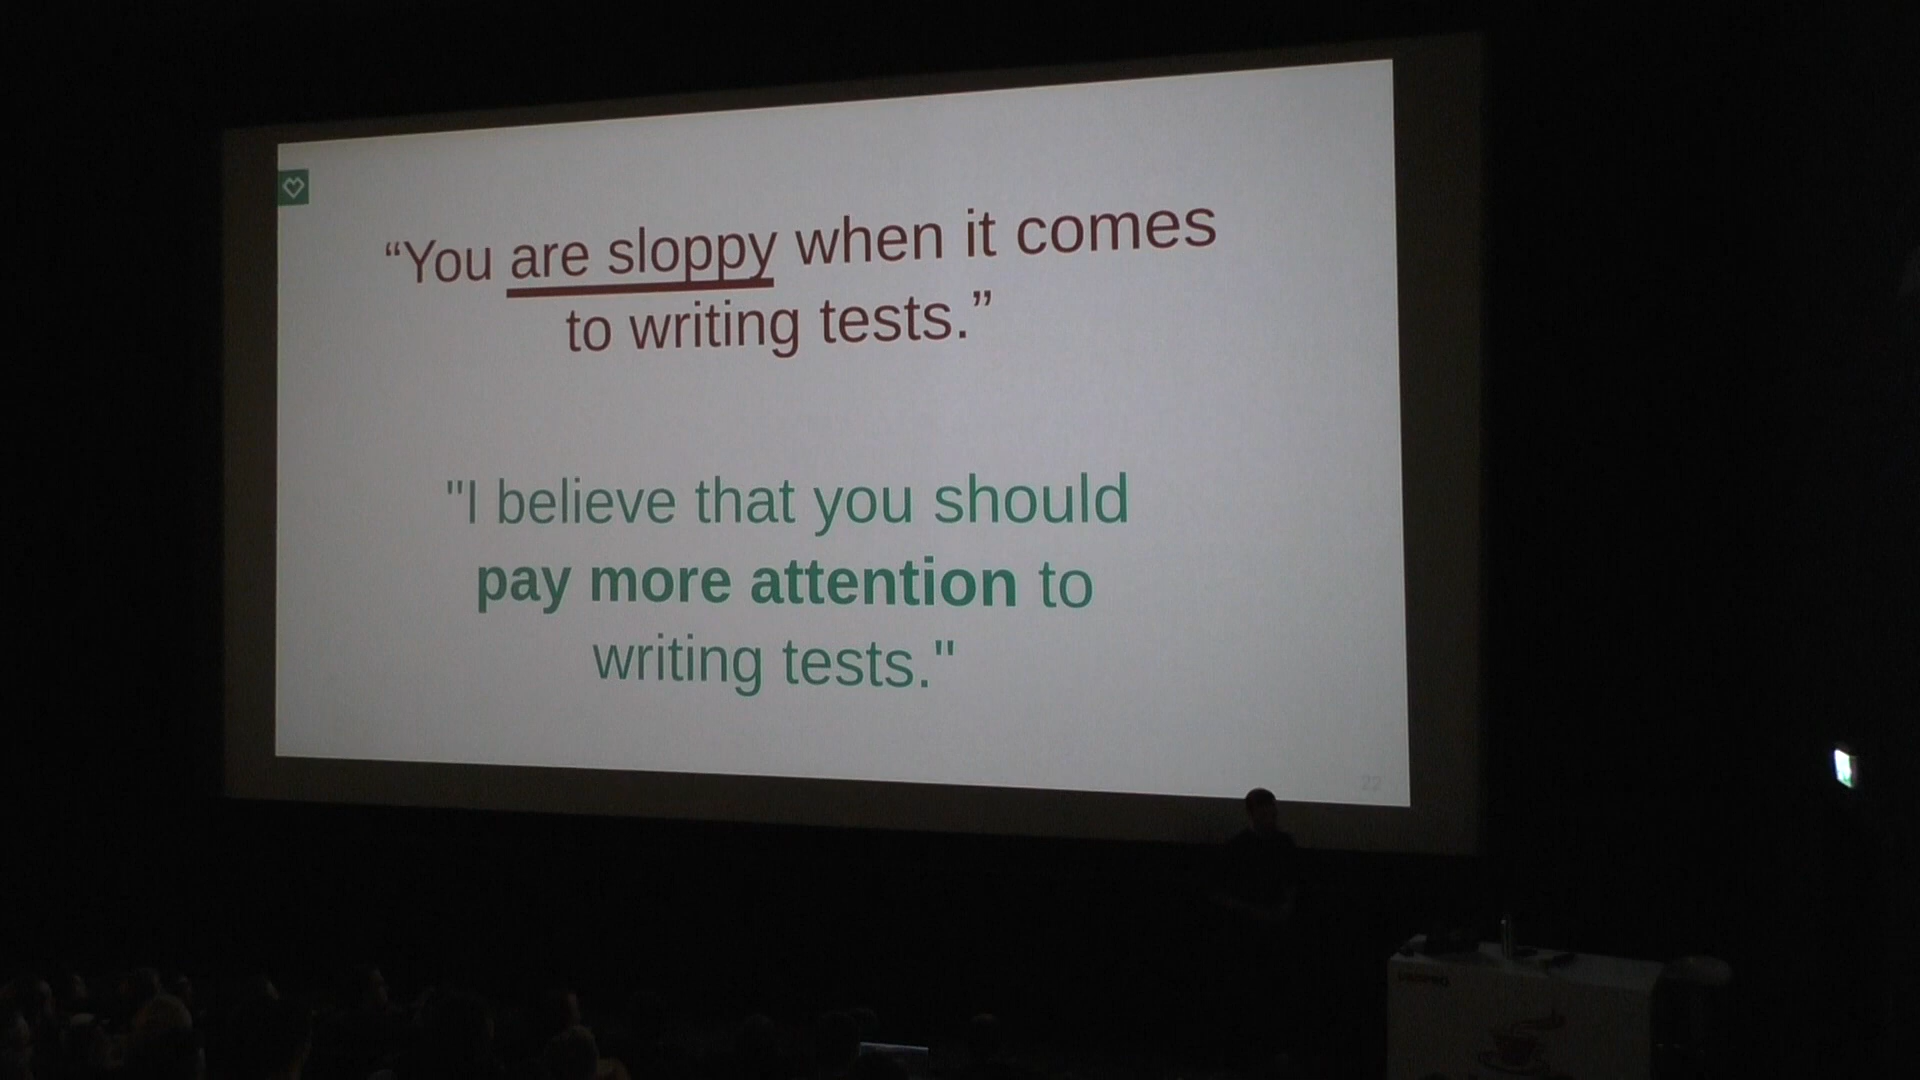 “You are sloppy when it comes
to writing tests.”
"I believe that you should
pay more attention to
writing tests."
22